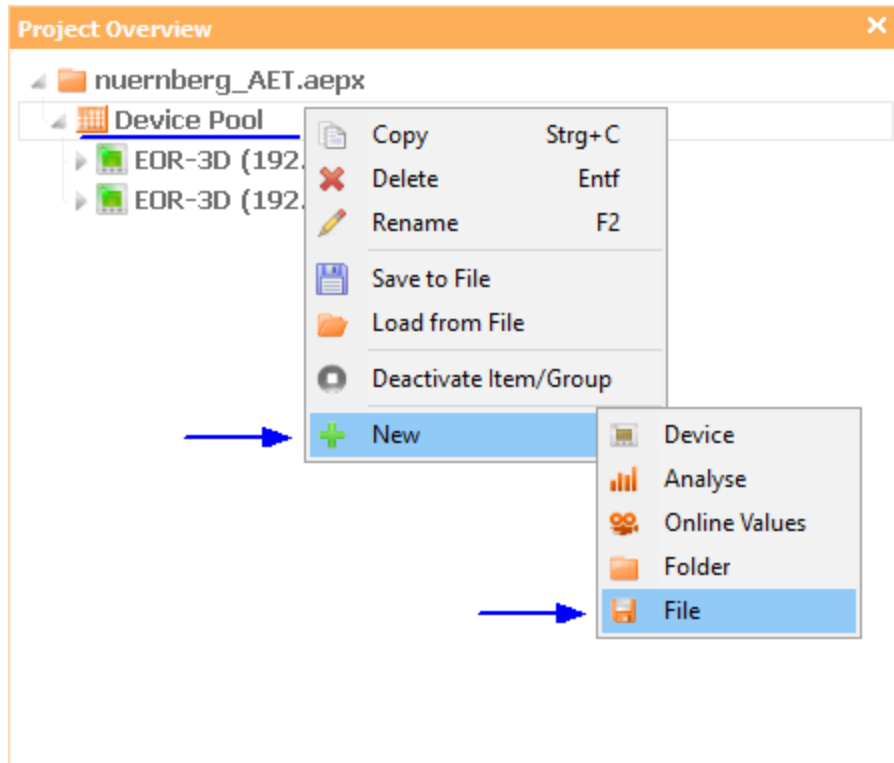 Project Overview
nuernberg_AET.aepx
Device Pool
EOR-3D (192.
EOR-3D (192.
Copy Strg+C
Delete Entf
Rename F2
Save to File
Load from File
Deactivate Item/Group
New
Device
Analyse
Online Values
Folder
File